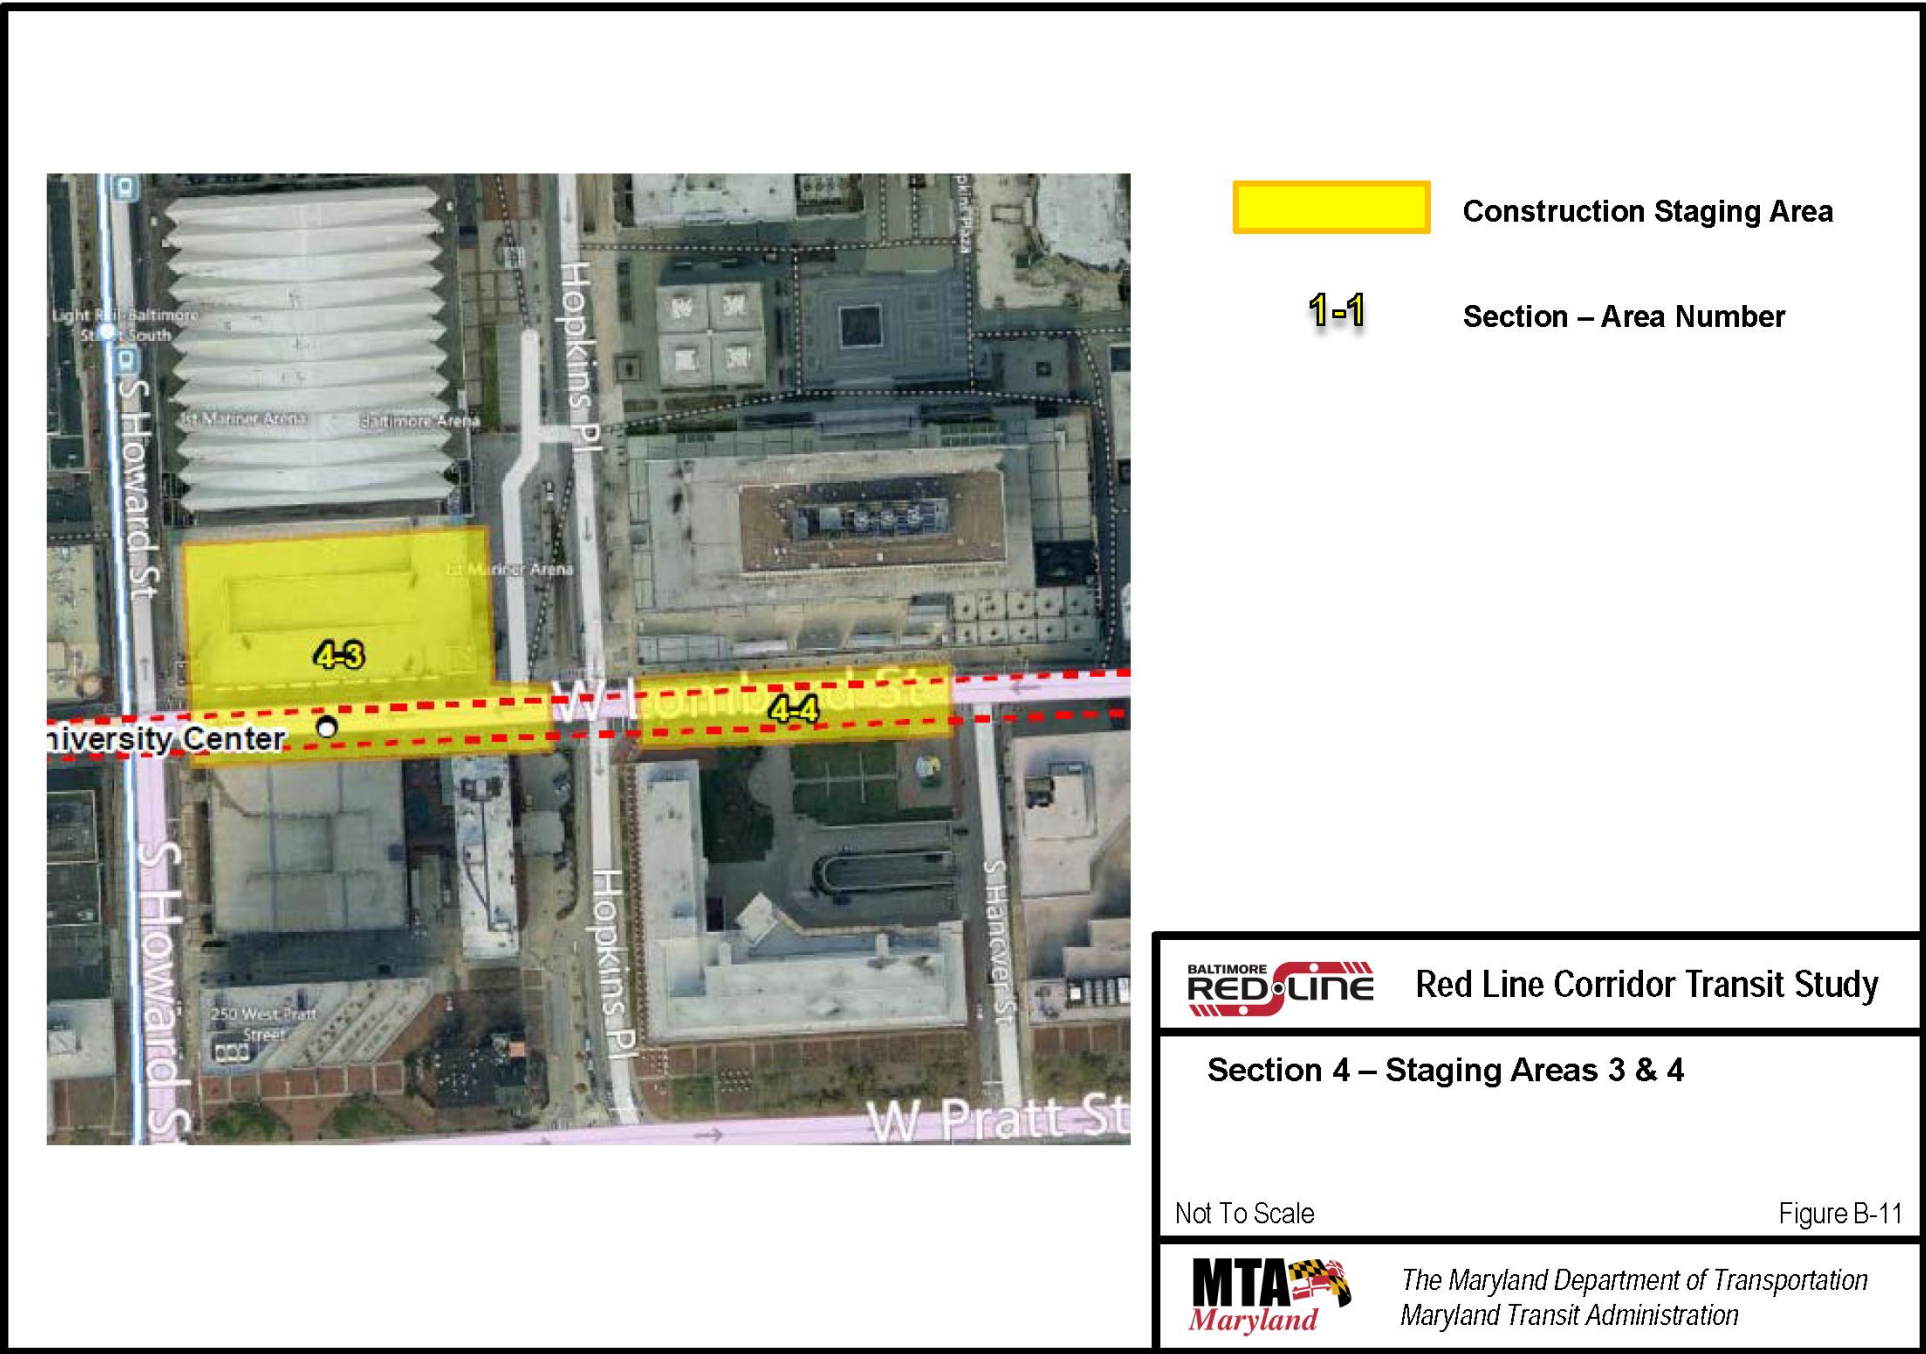 Construction Staging Area
1-1
Section – Area Number
Light Rail-Baltimore
South
S Howard St
1st Mariner Arena
Baltimore Arena
Hopkins Pl
1st Mariner Arena
4-3
W Lombard St
4-4
niversity Center
S Howard St
Hopkins Pl
S Hanover St
250 West Pratt
Street
W Pratt St
BALTIMORE
RED LINE
Red Line Corridor Transit Study
Section 4 – Staging Areas 3 & 4
Not To Scale
Figure B-11
MTA
Maryland
The Maryland Department of Transportation
Maryland Transit Administration